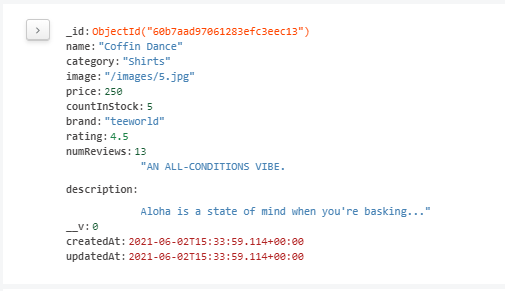 _id: ObjectId("60b7aad97061283efc3eec13")
name: "Coffin Dance"
category: "Shirts"
image: "/images/5.jpg"
price: 250
countInStock: 5
brand: "teeworld"
rating: 4.5
numReviews: 13
"AN ALL-CONDITIONS VIBE.
description:
Aloha is a state of mind when you're basking..."
__v: 0
createdAt: 2021-06-02T15:33:59.114+00:00
updatedAt: 2021-06-02T15:33:59.114+00:00